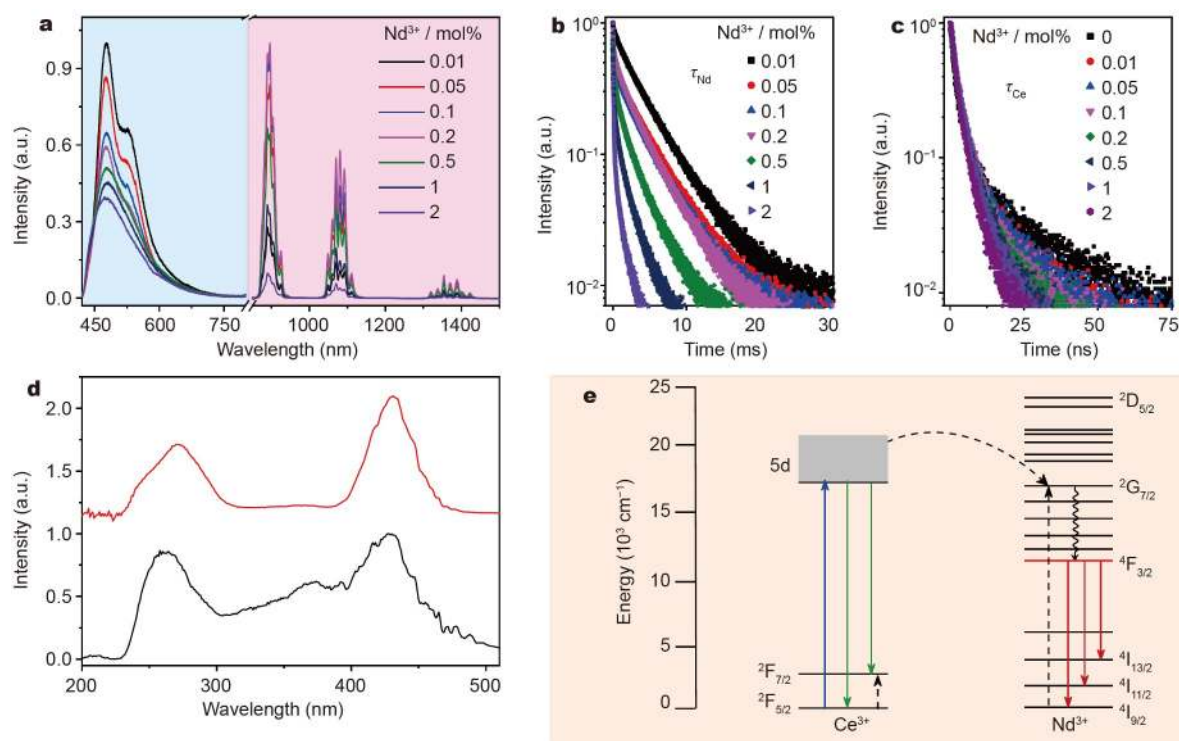 a
Nd³⁺ / mol%
0.01
0.05
0.1
0.2
0.5
1
2
0.9
0.6
0.3
0.0
Intensity (a.u.)
450
600
750
1000
1200
1400
Wavelength (nm)
b
Nd³⁺ / mol%
τNd
0.01
0.05
0.1
0.2
0.5
1
2
10⁰
10⁻¹
10⁻²
Intensity (a.u.)
0
10
20
30
Time (ms)
c
Nd³⁺ / mol%
τCe
0
0.01
0.05
0.1
0.2
0.5
1
2
10⁰
10⁻¹
10⁻²
Intensity (a.u.)
0
25
50
75
Time (ns)
d
2.0
1.5
1.0
0.5
0.0
Intensity (a.u.)
200
300
400
500
Wavelength (nm)
e
25
20
15
10
5
0
Energy (10³ cm⁻¹)
5d
²F₇/₂
²F₅/₂
Ce³⁺
²D₅/₂
²G₇/₂
⁴F₃/₂
⁴I₁₃/₂
⁴I₁₁/₂
⁴I₉/₂
Nd³⁺